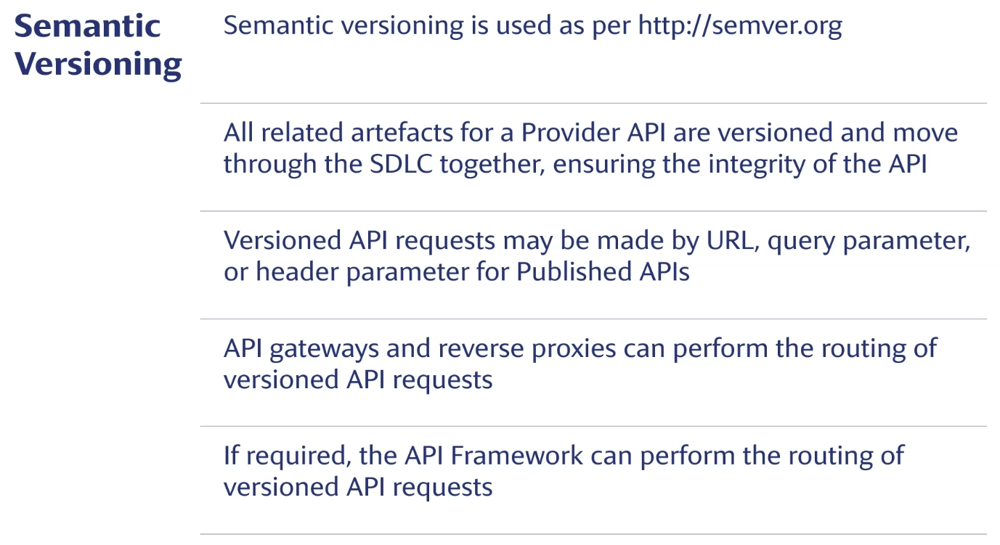 Semantic
Versioning
Semantic versioning is used as per http://semver.org
All related artefacts for a Provider API are versioned and move
through the SDLC together, ensuring the integrity of the API
Versioned API requests may be made by URL, query parameter,
or header parameter for Published APIs
API gateways and reverse proxies can perform the routing of
versioned API requests
If required, the API Framework can perform the routing of
versioned API requests